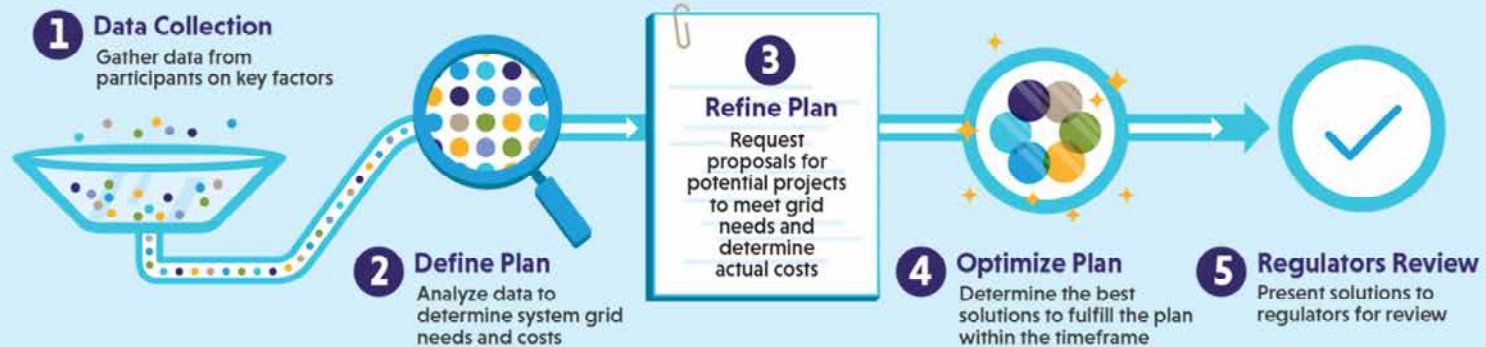 1
Data Collection
Gather data from
participants on key factors
2
Define Plan
Analyze data to
determine system grid
needs and costs
3
Refine Plan
Request
proposals for
potential projects
to meet grid
needs and
determine
actual costs
4
Optimize Plan
Determine the best
solutions to fulfill the plan
within the timeframe
5
Regulators Review
Present solutions to
regulators for review